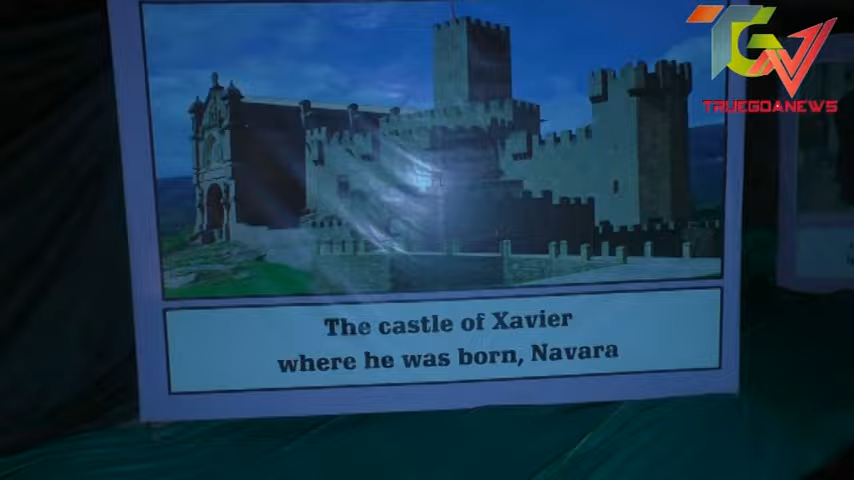 TRUEGOANEWS
The castle of Xavier
where he was born, Navara